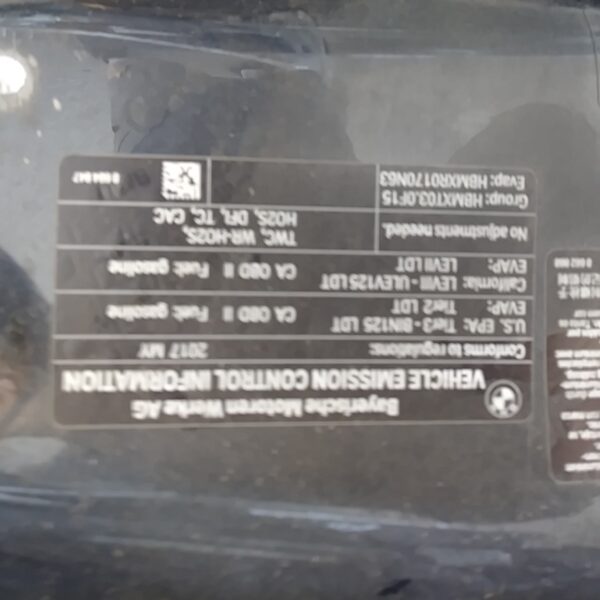 Bayerische Motoren Werke AG
VEHICLE EMISSION CONTROL INFORMATION
Conforms to regulations: 2017 MY
U.S. EPA: Tier3 - BIN125 LDT CA OBD II Fuel: gasoline
EVAP: Tier2 LDT
California: LEVIII - ULEV125 LDT CA OBD II Fuel: gasoline
EVAP: LEVII LDT
No adjustments needed. TWC, WR-HO2S,
HO2S, DFI, TC, CAC
Group: HBMXT03.0F15
Evap: HBMXR0170N63